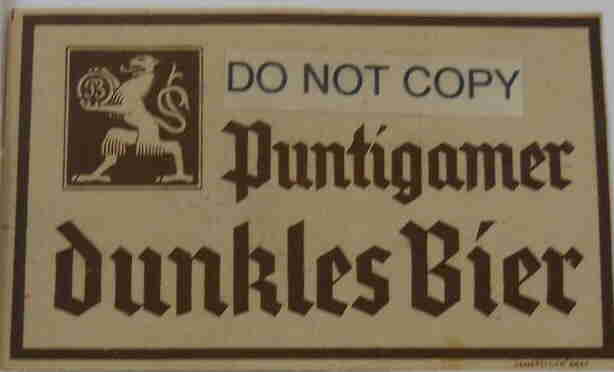 DO NOT COPY
Puntigamer
dunkles Bier